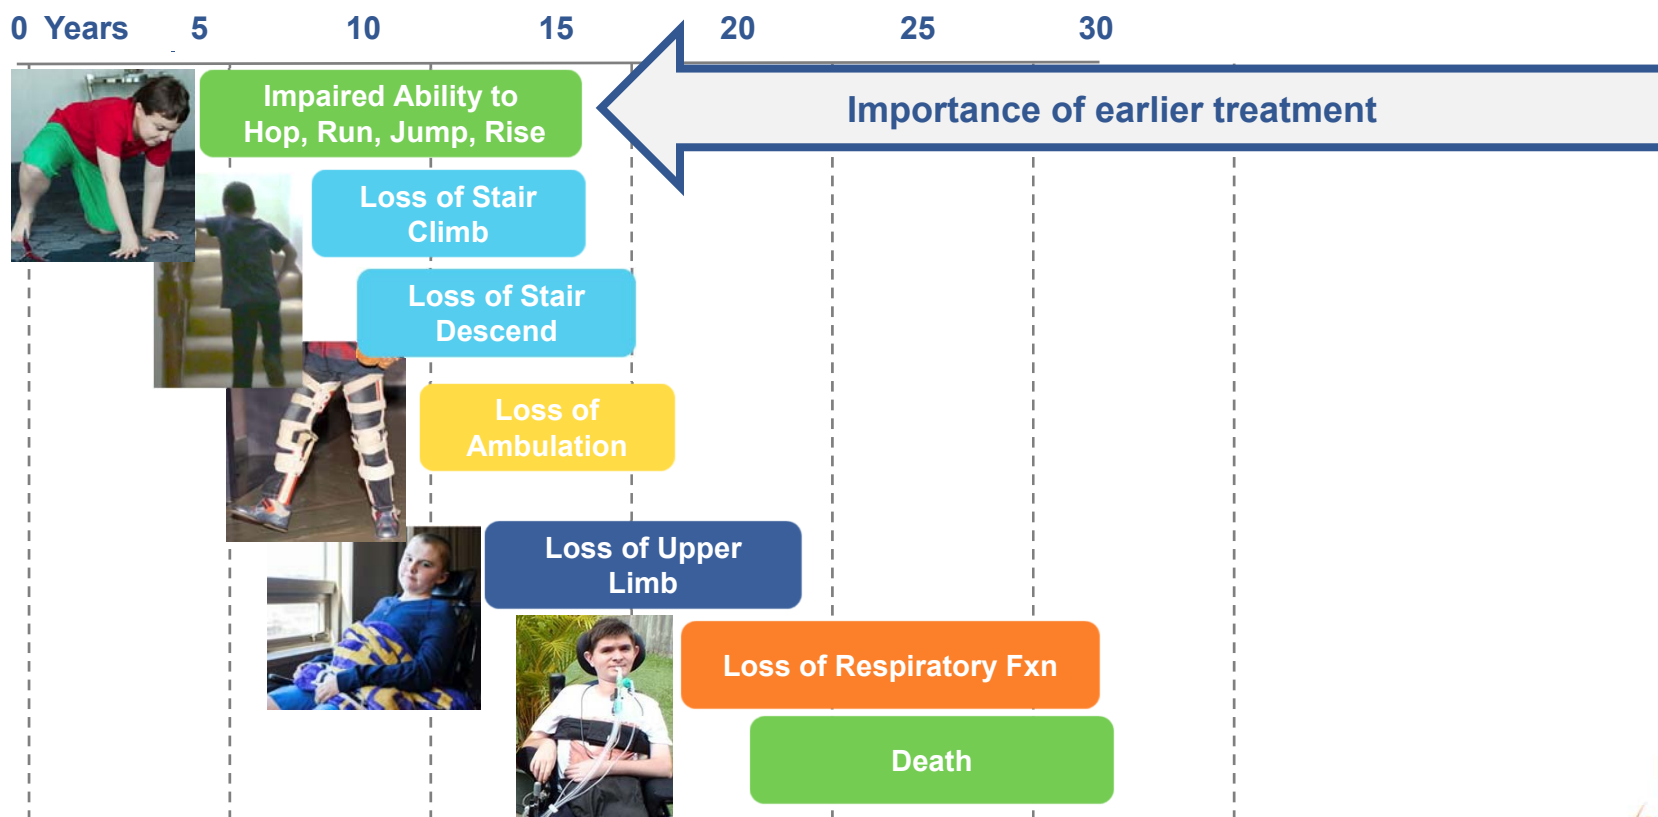 0 Years 5 10 15 20 25 30
Importance of earlier treatment
Impaired Ability to
Hop, Run, Jump, Rise
Loss of Stair
Climb
Loss of Stair
Descend
Loss of
Ambulation
Loss of Upper
Limb
Loss of Respiratory Fxn
Death